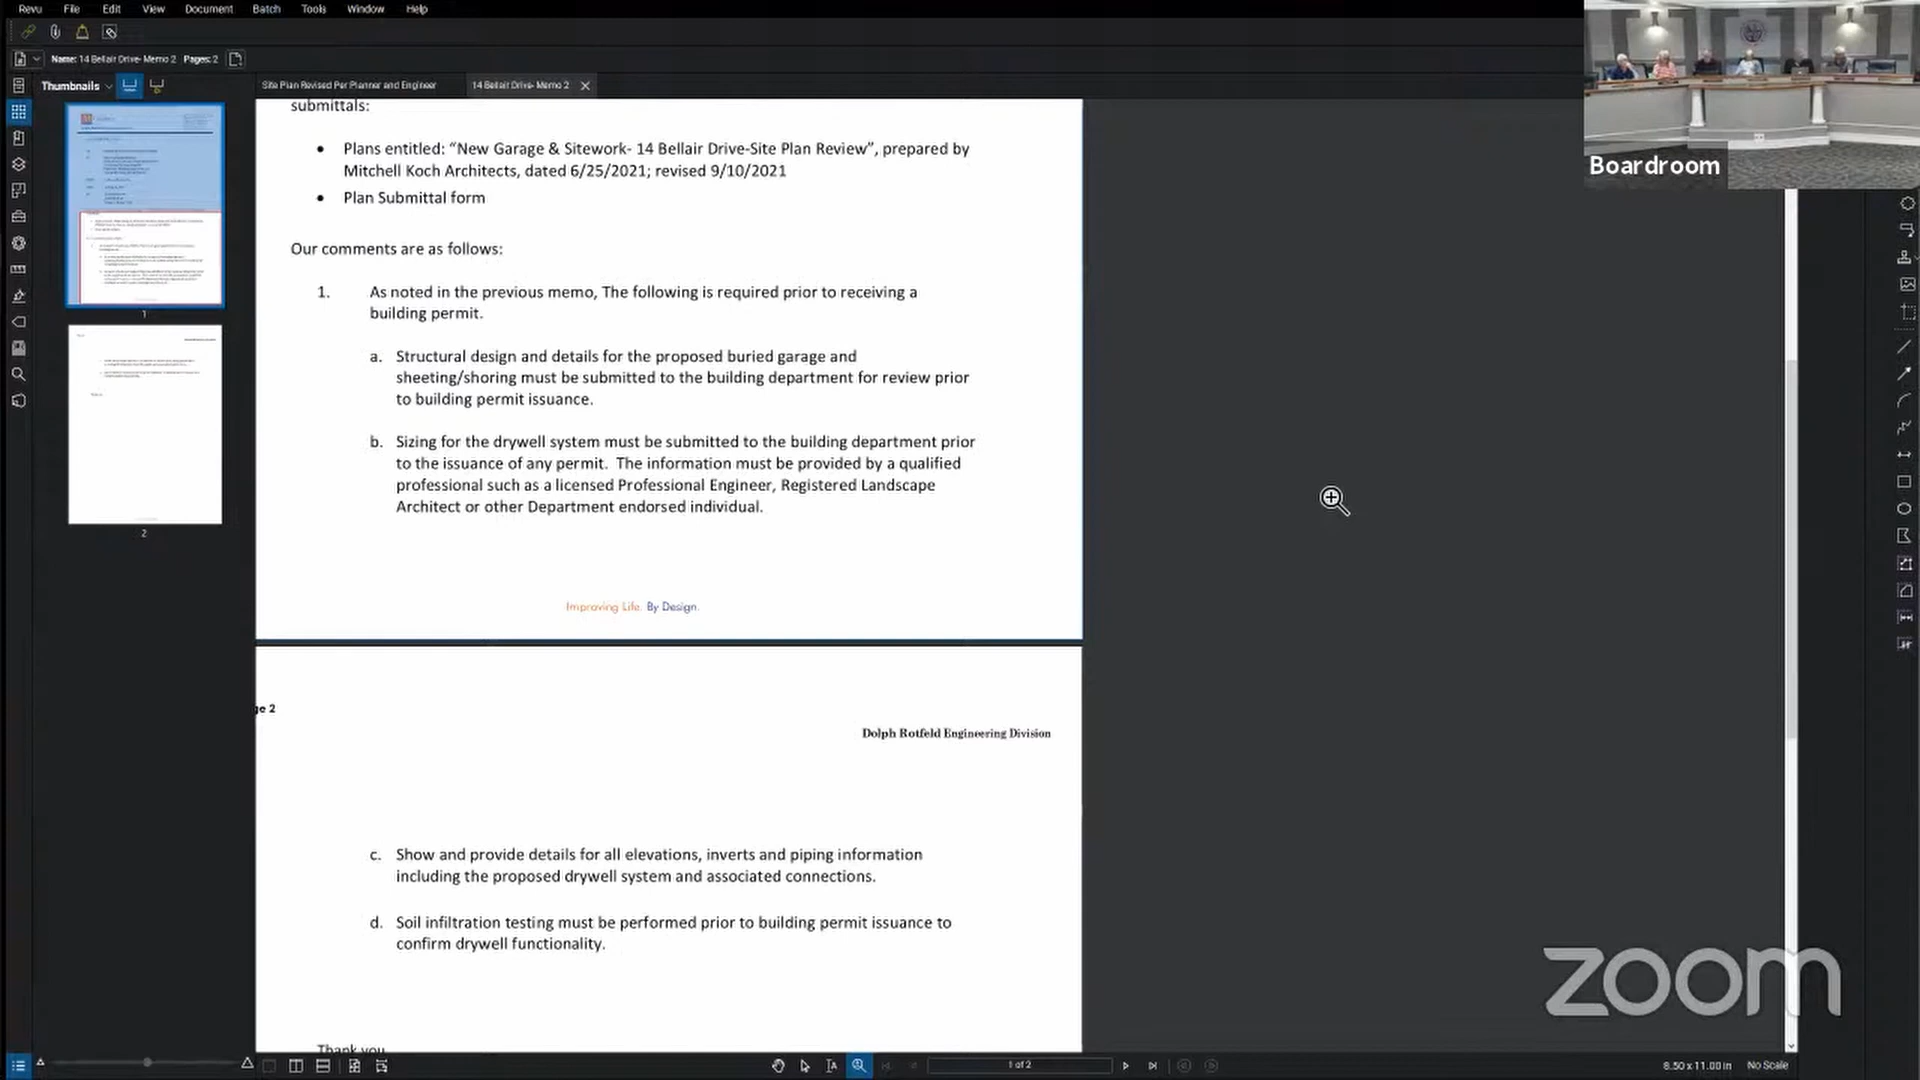 Revu File Edit View Document Batch Tools Window Help
Name: 14 Bellair Drive- Memo 2 Pages: 2
Thumbnails
Site Plan Revised Per Planner and Engineer
14 Bellair Drive- Memo 2
Boardroom
submittals:
• Plans entitled: “New Garage & Sitework- 14 Bellair Drive-Site Plan Review”, prepared by
Mitchell Koch Architects, dated 6/25/2021; revised 9/10/2021
• Plan Submittal form
Our comments are as follows:
1. As noted in the previous memo, The following is required prior to receiving a
building permit.
a. Structural design and details for the proposed buried garage and
sheeting/shoring must be submitted to the building department for review prior
to building permit issuance.
b. Sizing for the drywell system must be submitted to the building department prior
to the issuance of any permit. The information must be provided by a qualified
professional such as a licensed Professional Engineer, Registered Landscape
Architect or other Department endorsed individual.
Improving Life. By Design.
1
2
ge 2
Dolph Rotfeld Engineering Division
c. Show and provide details for all elevations, inverts and piping information
including the proposed drywell system and associated connections.
d. Soil infiltration testing must be performed prior to building permit issuance to
confirm drywell functionality.
Thank you
zoom
1 of 2
8.50 x 11.00 in No Scale